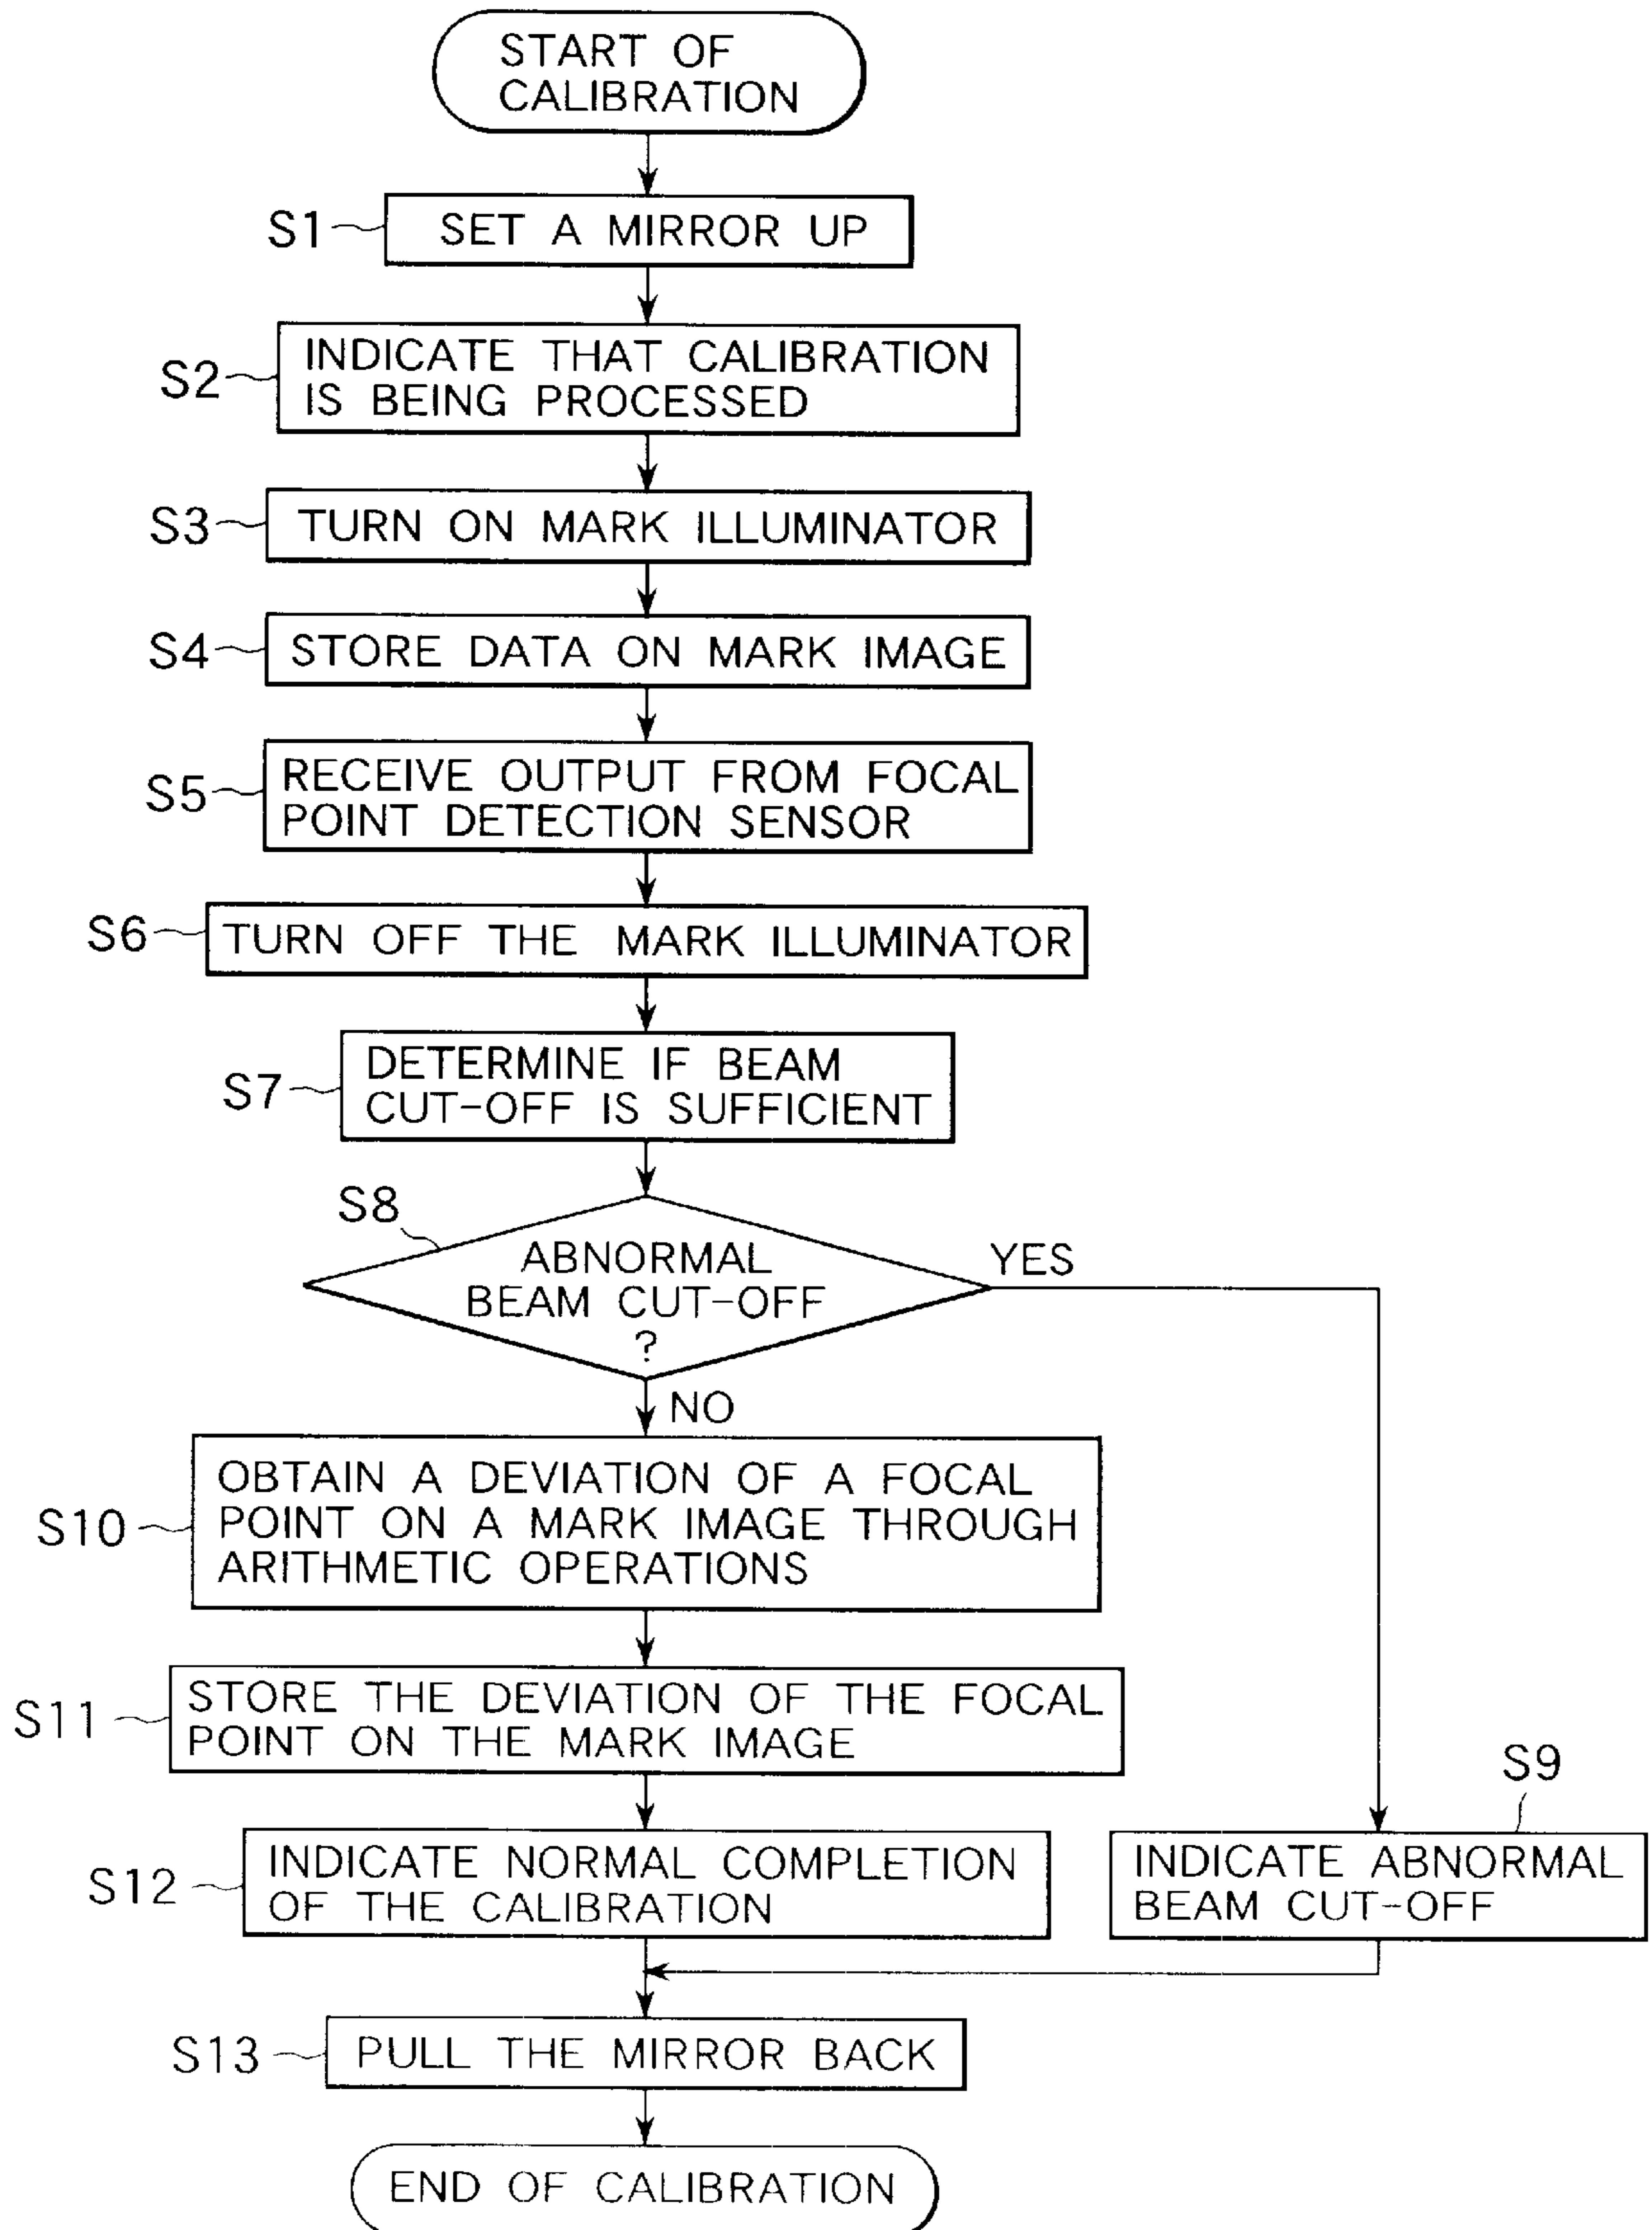 START OF
CALIBRATION
S1
SET A MIRROR UP
S2
INDICATE THAT CALIBRATION
IS BEING PROCESSED
S3
TURN ON MARK ILLUMINATOR
S4
STORE DATA ON MARK IMAGE
S5
RECEIVE OUTPUT FROM FOCAL
POINT DETECTION SENSOR
S6
TURN OFF THE MARK ILLUMINATOR
S7
DETERMINE IF BEAM
CUT-OFF IS SUFFICIENT
S8
ABNORMAL
BEAM CUT-OFF
?
YES
NO
S10
OBTAIN A DEVIATION OF A FOCAL
POINT ON A MARK IMAGE THROUGH
ARITHMETIC OPERATIONS
S11
STORE THE DEVIATION OF THE FOCAL
POINT ON THE MARK IMAGE
S9
S12
INDICATE NORMAL COMPLETION
OF THE CALIBRATION
INDICATE ABNORMAL
BEAM CUT-OFF
S13
PULL THE MIRROR BACK
END OF CALIBRATION